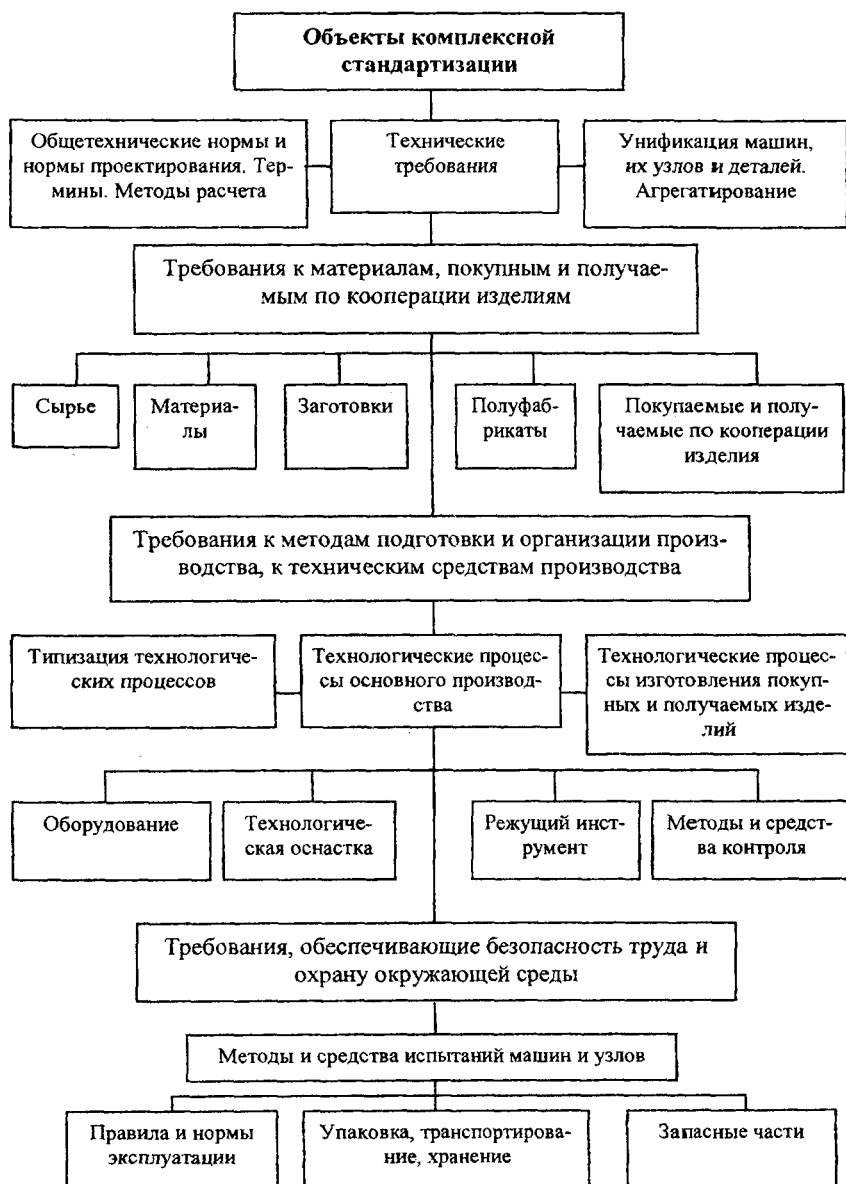 Объекты комплексной
стандартизации
Общетехнические нормы и
нормы проектирования. Тер-
мины. Методы расчета
Технические
требования
Унификация машин,
их узлов и деталей.
Агрегатирование
Требования к материалам, покупным и получае-
мым по кооперации изделиям
Сырье
Материа-
лы
Заготовки
Полуфаб-
рикаты
Покупаемые и полу-
чаемые по кооперации
изделия
Требования к методам подготовки и организации произ-
водства, к техническим средствам производства
Типизация технологиче-
ских процессов
Технологические процес-
сы основного производ-
ства
Технологические процес-
сы изготовления покуп-
ных и получаемых изде-
лий
Оборудование
Технологиче-
ская оснастка
Режущий инст-
румент
Методы и средст-
ва контроля
Требования, обеспечивающие безопасность труда и
охрану окружающей среды
Методы и средства испытаний машин и узлов
Правила и нормы
эксплуатации
Упаковка, транспортирова-
ние, хранение
Запасные части